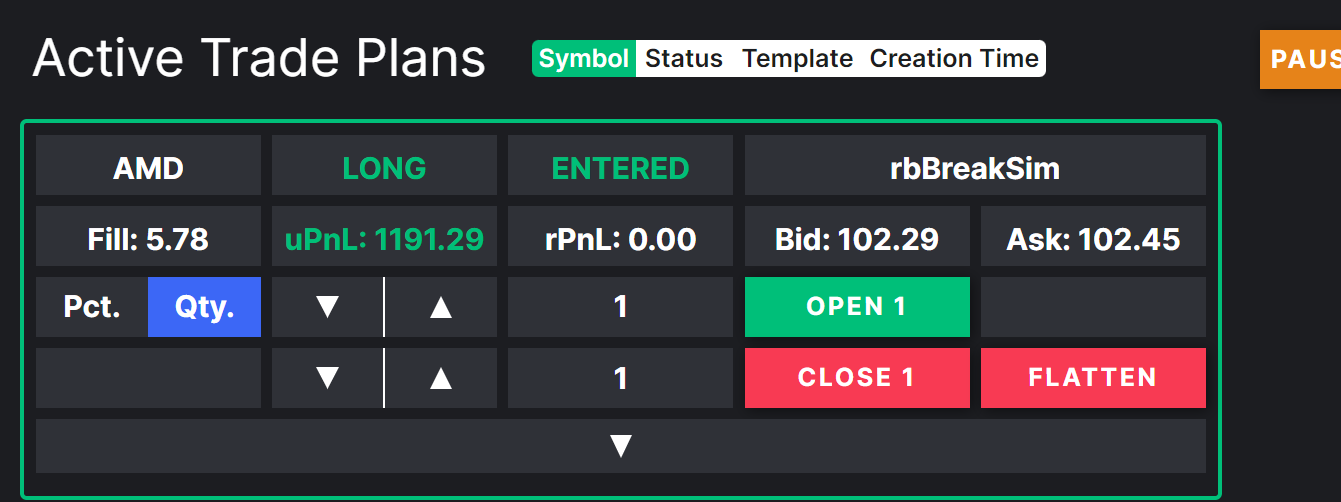 Active Trade Plans Symbol Status Template Creation Time PAUS
AMD LONG ENTERED rbBreakSim
Fill: 5.78 uPnL: 1191.29 rPnL: 0.00 Bid: 102.29 Ask: 102.45
Pct. Qty. ▼ ▲ 1 OPEN 1
▼ ▲ 1 CLOSE 1 FLATTEN
▼